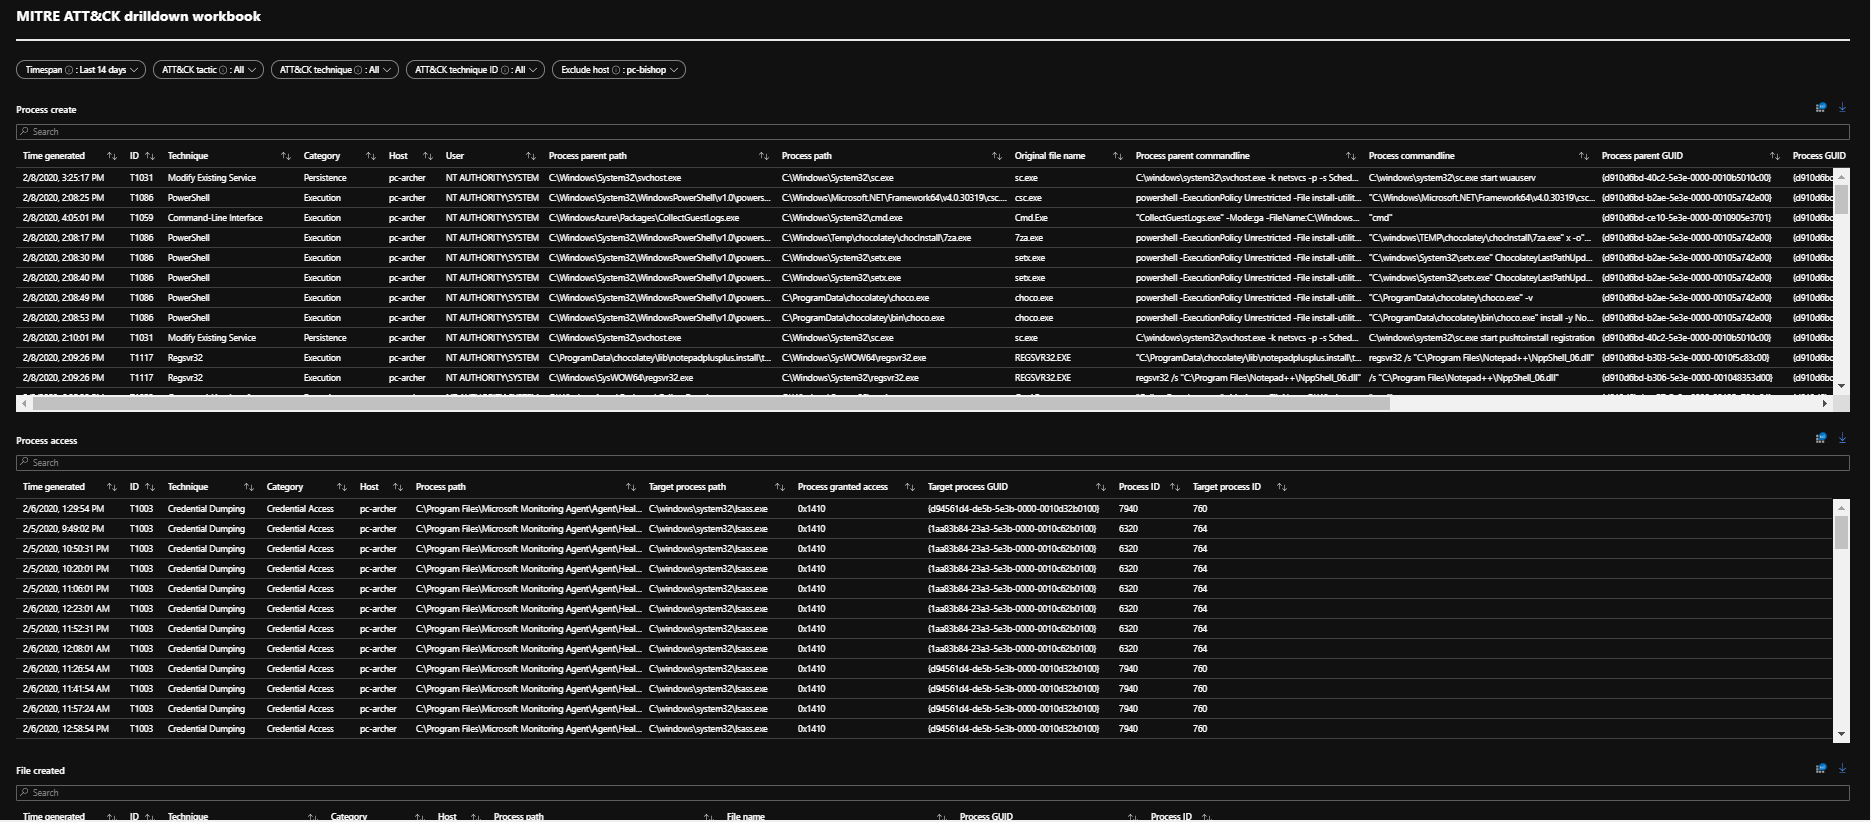 MITRE ATT&CK drilldown workbook
Timespan : Last 14 days ATT&CK tactic : All ATT&CK technique : All ATT&CK technique ID : All Exclude host : pc-bishop
Process create
Search
Time generated ID Technique Category Host User Process parent path Process path Original file name Process parent commandline Process commandline Process parent GUID Process GUID
2/8/2020, 3:25:17 PM T1031 Modify Existing Service Persistence pc-archer NT AUTHORITY\SYSTEM C:\Windows\System32\svchost.exe C:\Windows\System32\sc.exe sc.exe C:\windows\system32\svchost.exe -k netsvcs -p -s Sched... C:\windows\system32\sc.exe start wuauserv {d910d6bd-40c2-5e3e-0000-0010b5010c00} {d910d6bd
2/8/2020, 2:08:25 PM T1086 PowerShell Execution pc-archer NT AUTHORITY\SYSTEM C:\Windows\System32\WindowsPowerShell\v1.0\powers... C:\Windows\Microsoft.NET\Framework64\v4.0.30319\csc.... csc.exe powershell -ExecutionPolicy Unrestricted -File install-utilit... "C:\Windows\Microsoft.NET\Framework64\v4.0.30319\csc... {d910d6bd-b2ae-5e3e-0000-00105a742e00} {d910d6bd
2/8/2020, 4:05:01 PM T1059 Command-Line Interface Execution pc-archer NT AUTHORITY\SYSTEM C:\WindowsAzure\Packages\CollectGuestLogs.exe C:\Windows\System32\cmd.exe Cmd.Exe "CollectGuestLogs.exe" -Mode:ga -FileName:C:\Windows... "cmd" {d910d6bd-ce10-5e3e-0000-0010905e3701} {d910d6bd
2/8/2020, 2:08:17 PM T1086 PowerShell Execution pc-archer NT AUTHORITY\SYSTEM C:\Windows\System32\WindowsPowerShell\v1.0\powers... C:\Windows\Temp\chocolatey\chocInstall\7za.exe 7za.exe powershell -ExecutionPolicy Unrestricted -File install-utilit... "C:\windows\TEMP\chocolatey\chocInstall\7za.exe" x -o"... {d910d6bd-b2ae-5e3e-0000-00105a742e00} {d910d6bd
2/8/2020, 2:08:30 PM T1086 PowerShell Execution pc-archer NT AUTHORITY\SYSTEM C:\Windows\System32\WindowsPowerShell\v1.0\powers... C:\Windows\System32\setx.exe setx.exe powershell -ExecutionPolicy Unrestricted -File install-utilit... "C:\windows\System32\setx.exe" ChocolateyLastPathUpd... {d910d6bd-b2ae-5e3e-0000-00105a742e00} {d910d6bd
2/8/2020, 2:08:40 PM T1086 PowerShell Execution pc-archer NT AUTHORITY\SYSTEM C:\Windows\System32\WindowsPowerShell\v1.0\powers... C:\Windows\System32\setx.exe setx.exe powershell -ExecutionPolicy Unrestricted -File install-utilit... "C:\windows\System32\setx.exe" ChocolateyLastPathUpd... {d910d6bd-b2ae-5e3e-0000-00105a742e00} {d910d6bd
2/8/2020, 2:08:49 PM T1086 PowerShell Execution pc-archer NT AUTHORITY\SYSTEM C:\Windows\System32\WindowsPowerShell\v1.0\powers... C:\ProgramData\chocolatey\choco.exe choco.exe powershell -ExecutionPolicy Unrestricted -File install-utilit... "C:\ProgramData\chocolatey\choco.exe" -v {d910d6bd-b2ae-5e3e-0000-00105a742e00} {d910d6bd
2/8/2020, 2:08:53 PM T1086 PowerShell Execution pc-archer NT AUTHORITY\SYSTEM C:\Windows\System32\WindowsPowerShell\v1.0\powers... C:\ProgramData\chocolatey\bin\choco.exe choco.exe powershell -ExecutionPolicy Unrestricted -File install-utilit... "C:\ProgramData\chocolatey\bin\choco.exe" install -y No... {d910d6bd-b2ae-5e3e-0000-00105a742e00} {d910d6bd
2/8/2020, 2:10:01 PM T1031 Modify Existing Service Persistence pc-archer NT AUTHORITY\SYSTEM C:\Windows\System32\svchost.exe C:\Windows\System32\sc.exe sc.exe C:\windows\system32\svchost.exe -k netsvcs -p -s Sched... C:\windows\system32\sc.exe start pushtoinstall registration {d910d6bd-40c2-5e3e-0000-0010b5010c00} {d910d6bd
2/8/2020, 2:09:26 PM T1117 Regsvr32 Execution pc-archer NT AUTHORITY\SYSTEM C:\ProgramData\chocolatey\lib\notepadplusplus.install\t... C:\Windows\SysWOW64\regsvr32.exe REGSVR32.EXE "C:\ProgramData\chocolatey\lib\notepadplusplus.install\t... regsvr32 /s "C:\Program Files\Notepad++\NppShell_06.dll" {d910d6bd-b303-5e3e-0000-0010f5c83c00} {d910d6bd
2/8/2020, 2:09:26 PM T1117 Regsvr32 Execution pc-archer NT AUTHORITY\SYSTEM C:\Windows\SysWOW64\regsvr32.exe C:\Windows\System32\regsvr32.exe REGSVR32.EXE regsvr32 /s "C:\Program Files\Notepad++\NppShell_06.dll" /s "C:\Program Files\Notepad++\NppShell_06.dll" {d910d6bd-b306-5e3e-0000-001048353d00} {d910d6bd
Process access
Search
Time generated ID Technique Category Host Process path Target process path Process granted access Target process GUID Process ID Target process ID
2/6/2020, 1:29:54 PM T1003 Credential Dumping Credential Access pc-archer C:\Program Files\Microsoft Monitoring Agent\Agent\Heal... C:\windows\system32\lsass.exe 0x1410 {d94561d4-de5b-5e3b-0000-0010d32b0100} 7940 760
2/5/2020, 9:49:02 PM T1003 Credential Dumping Credential Access pc-archer C:\Program Files\Microsoft Monitoring Agent\Agent\Heal... C:\windows\system32\lsass.exe 0x1410 {1aa83b84-23a3-5e3b-0000-0010c62b0100} 6320 764
2/5/2020, 10:50:31 PM T1003 Credential Dumping Credential Access pc-archer C:\Program Files\Microsoft Monitoring Agent\Agent\Heal... C:\windows\system32\lsass.exe 0x1410 {1aa83b84-23a3-5e3b-0000-0010c62b0100} 6320 764
2/5/2020, 10:20:01 PM T1003 Credential Dumping Credential Access pc-archer C:\Program Files\Microsoft Monitoring Agent\Agent\Heal... C:\windows\system32\lsass.exe 0x1410 {1aa83b84-23a3-5e3b-0000-0010c62b0100} 6320 764
2/5/2020, 11:06:01 PM T1003 Credential Dumping Credential Access pc-archer C:\Program Files\Microsoft Monitoring Agent\Agent\Heal... C:\windows\system32\lsass.exe 0x1410 {1aa83b84-23a3-5e3b-0000-0010c62b0100} 6320 764
2/6/2020, 12:23:01 AM T1003 Credential Dumping Credential Access pc-archer C:\Program Files\Microsoft Monitoring Agent\Agent\Heal... C:\windows\system32\lsass.exe 0x1410 {1aa83b84-23a3-5e3b-0000-0010c62b0100} 6320 764
2/5/2020, 11:52:31 PM T1003 Credential Dumping Credential Access pc-archer C:\Program Files\Microsoft Monitoring Agent\Agent\Heal... C:\windows\system32\lsass.exe 0x1410 {1aa83b84-23a3-5e3b-0000-0010c62b0100} 6320 764
2/6/2020, 12:08:01 AM T1003 Credential Dumping Credential Access pc-archer C:\Program Files\Microsoft Monitoring Agent\Agent\Heal... C:\windows\system32\lsass.exe 0x1410 {1aa83b84-23a3-5e3b-0000-0010c62b0100} 6320 764
2/6/2020, 11:26:54 AM T1003 Credential Dumping Credential Access pc-archer C:\Program Files\Microsoft Monitoring Agent\Agent\Heal... C:\windows\system32\lsass.exe 0x1410 {d94561d4-de5b-5e3b-0000-0010d32b0100} 7940 760
2/6/2020, 11:41:54 AM T1003 Credential Dumping Credential Access pc-archer C:\Program Files\Microsoft Monitoring Agent\Agent\Heal... C:\windows\system32\lsass.exe 0x1410 {d94561d4-de5b-5e3b-0000-0010d32b0100} 7940 760
2/6/2020, 11:57:24 AM T1003 Credential Dumping Credential Access pc-archer C:\Program Files\Microsoft Monitoring Agent\Agent\Heal... C:\windows\system32\lsass.exe 0x1410 {d94561d4-de5b-5e3b-0000-0010d32b0100} 7940 760
2/6/2020, 12:58:54 PM T1003 Credential Dumping Credential Access pc-archer C:\Program Files\Microsoft Monitoring Agent\Agent\Heal... C:\windows\system32\lsass.exe 0x1410 {d94561d4-de5b-5e3b-0000-0010d32b0100} 7940 760
File created
Search
Time generated ID Technique Category Host Process path File name Process GUID Process ID